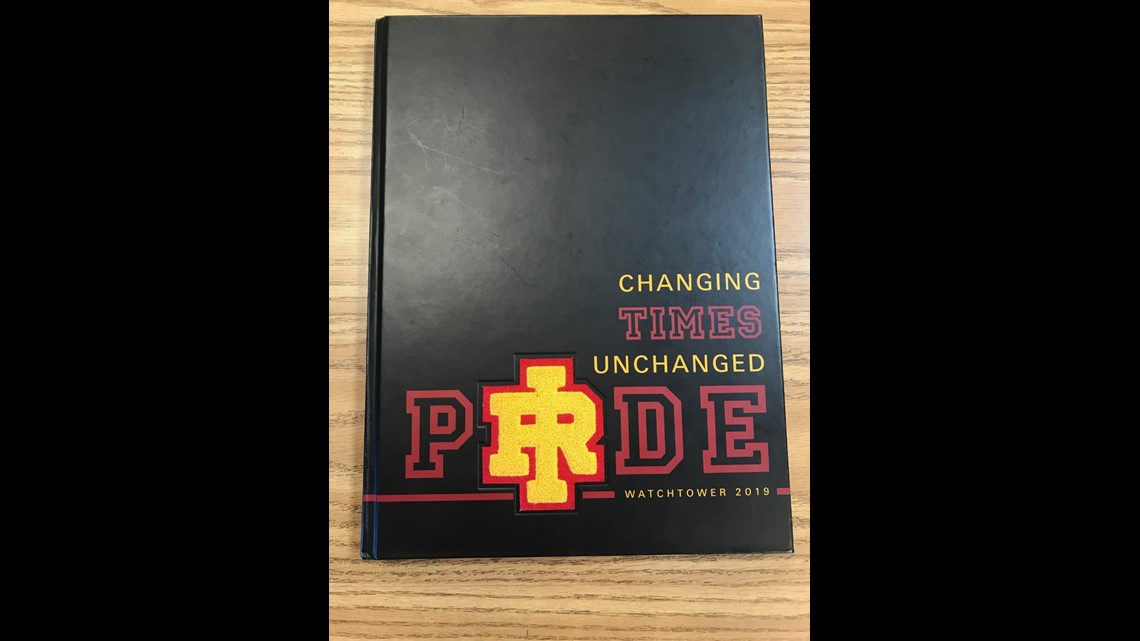 CHANGING
TIMES
UNCHANGED
PRIDE
WATCHTOWER 2019